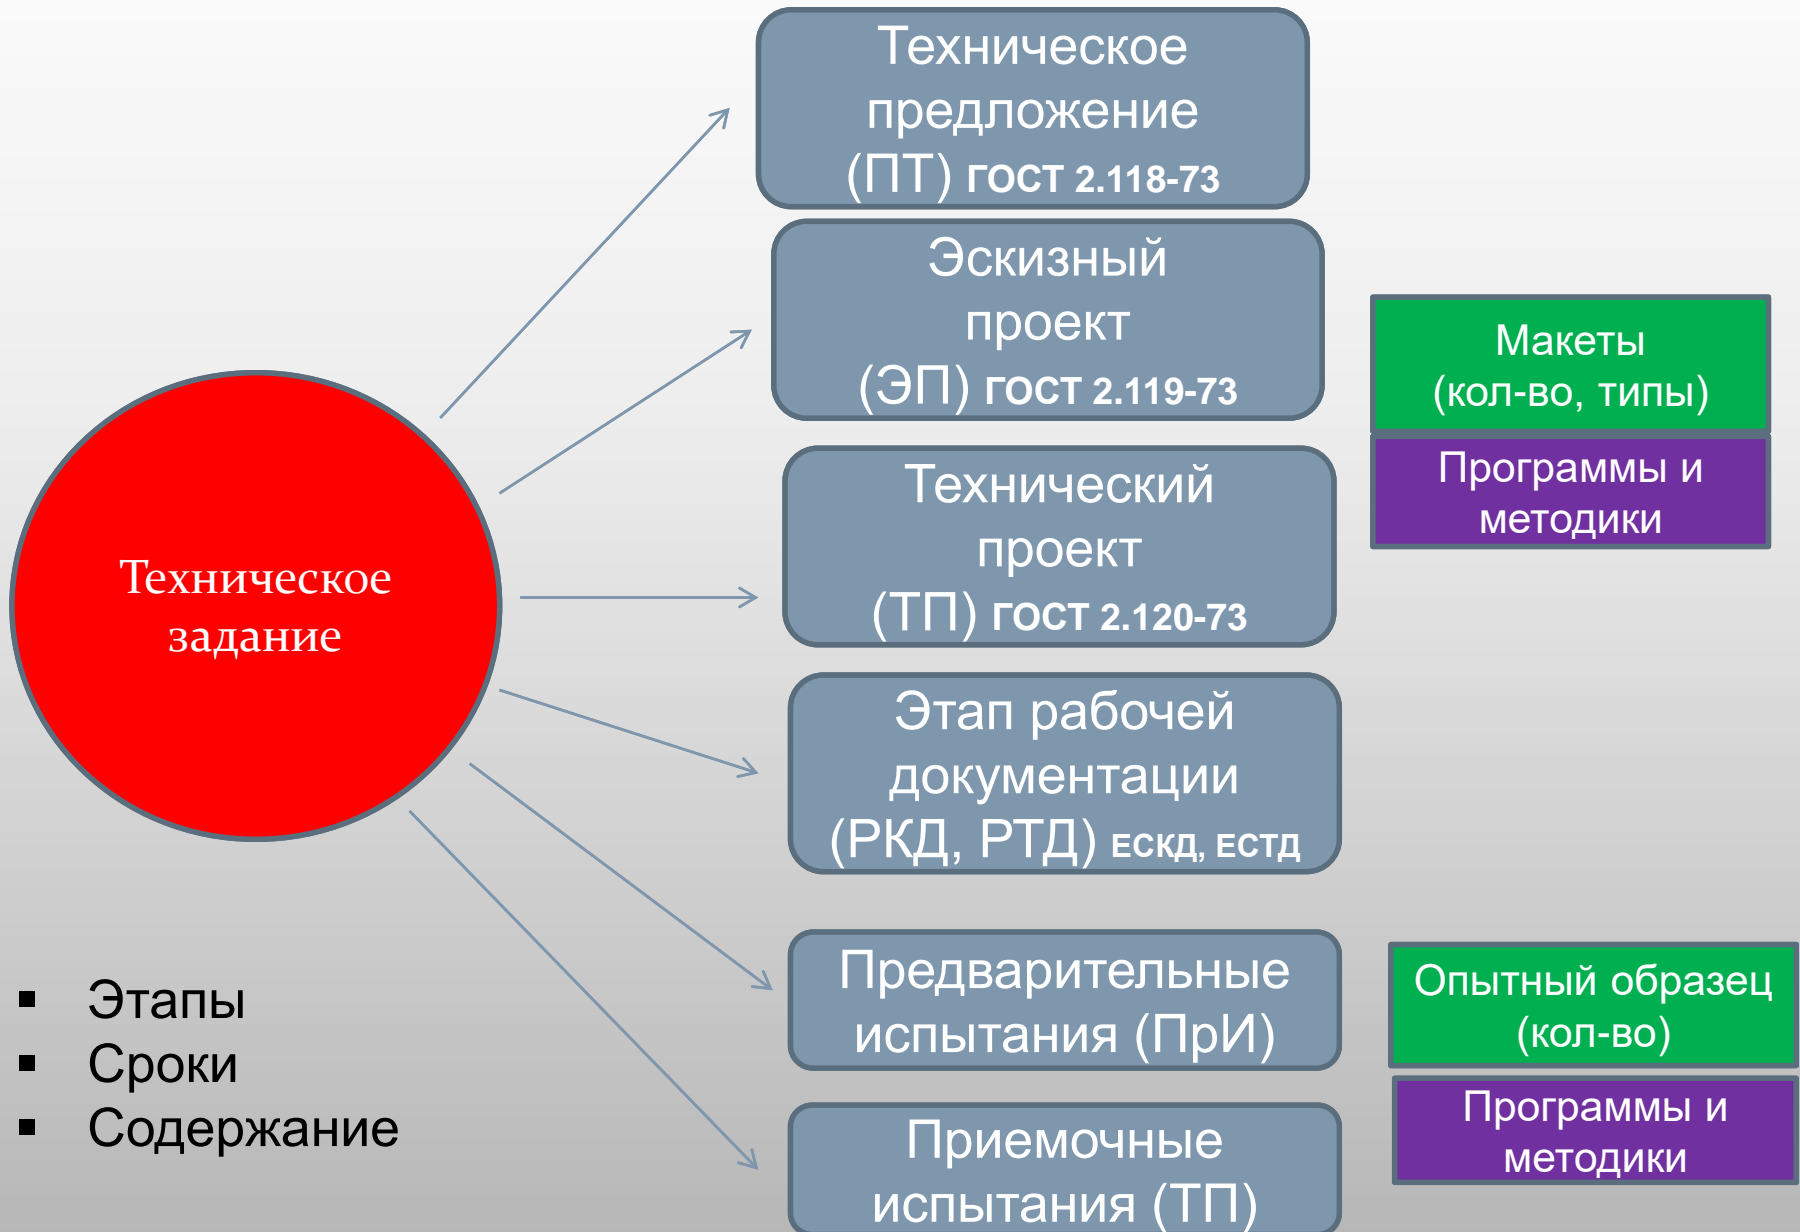 Техническое
предложение
(ПТ) ГОСТ 2.118-73
Эскизный
проект
(ЭП) ГОСТ 2.119-73
Макеты
(кол-во, типы)
Программы и
методики
Технический
проект
(ТП) ГОСТ 2.120-73
Техническое
задание
Этап рабочей
документации
(РКД, РТД) ЕСКД, ЕСТД
Предварительные
испытания (ПрИ)
Опытный образец
(кол-во)
Программы и
методики
Приемочные
испытания (ТП)
▪ Этапы
▪ Сроки
▪ Содержание